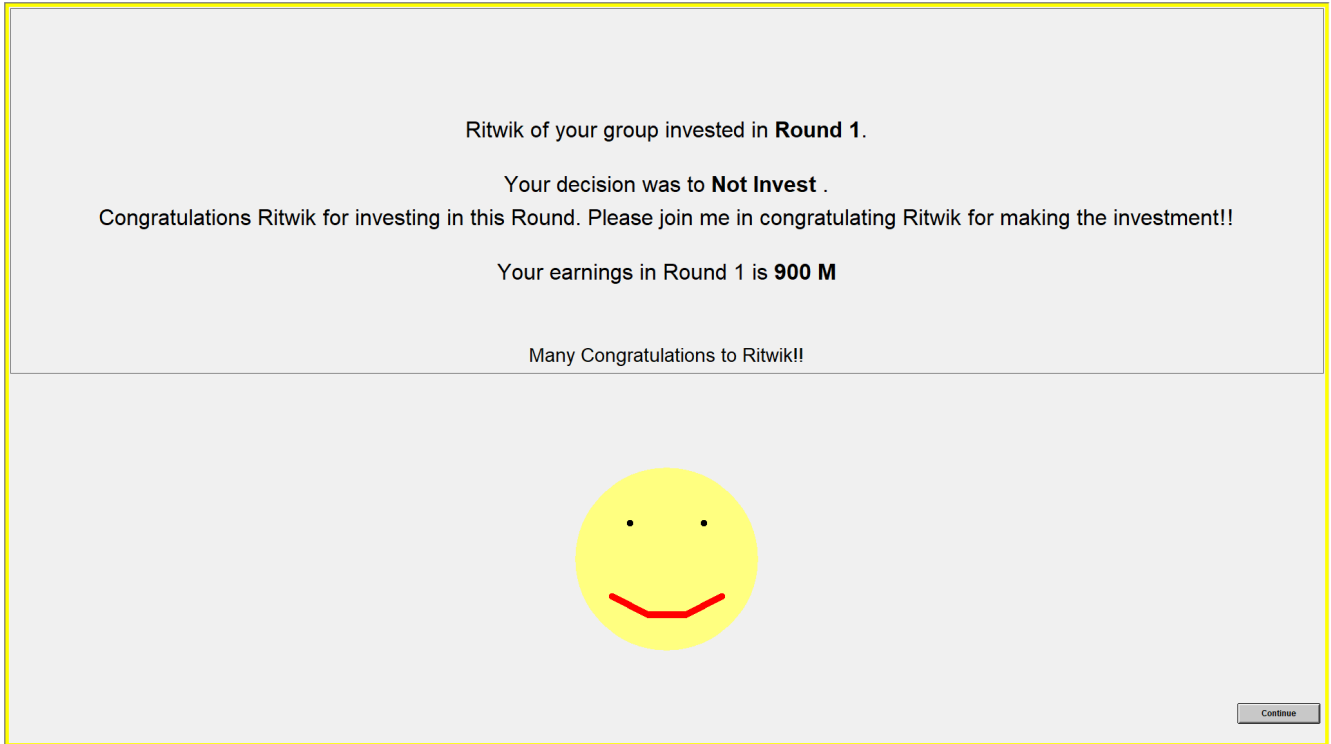 Ritwik of your group invested in Round 1.
Your decision was to Not Invest .
Congratulations Ritwik for investing in this Round. Please join me in congratulating Ritwik for making the investment!!
Your earnings in Round 1 is 900 M
Many Congratulations to Ritwik!!
Continue